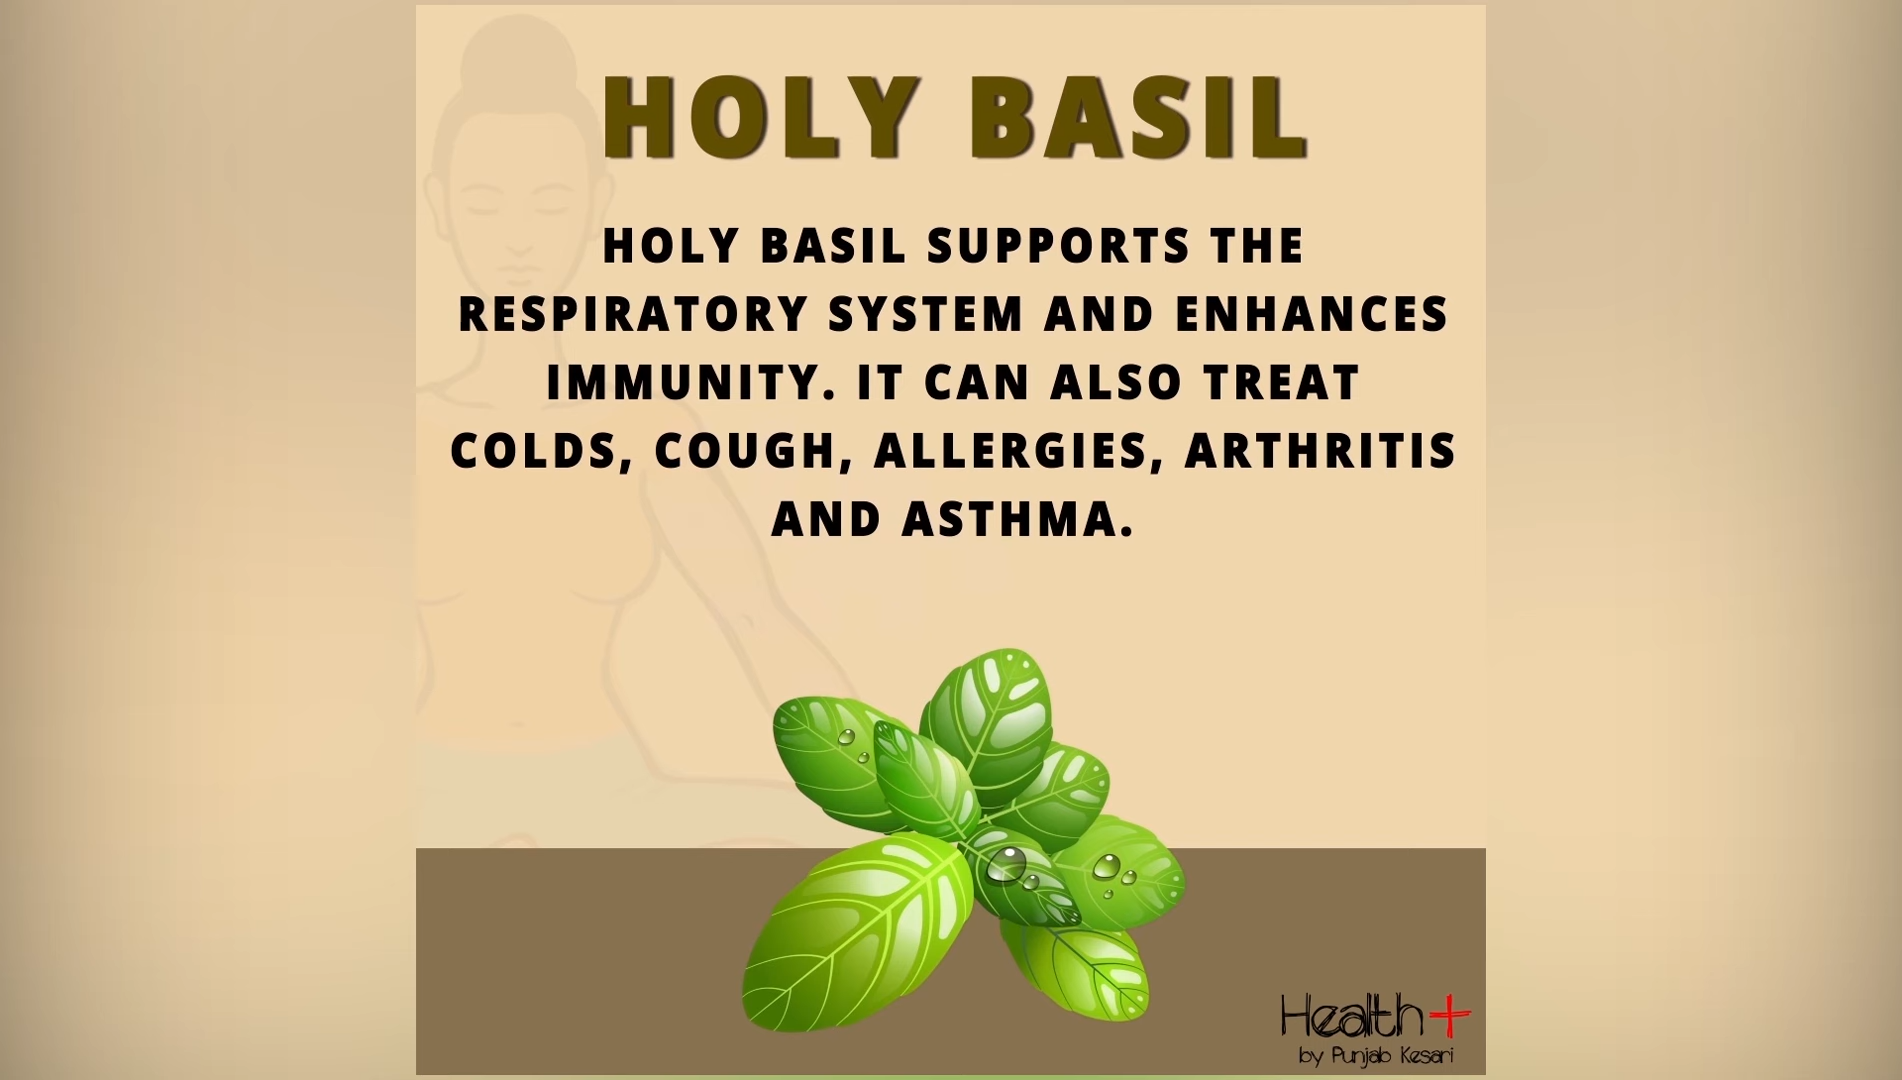 HOLY BASIL
HOLY BASIL SUPPORTS THE
RESPIRATORY SYSTEM AND ENHANCES
IMMUNITY. IT CAN ALSO TREAT
COLDS, COUGH, ALLERGIES, ARTHRITIS
AND ASTHMA.
Health+
by Punjab Kesari